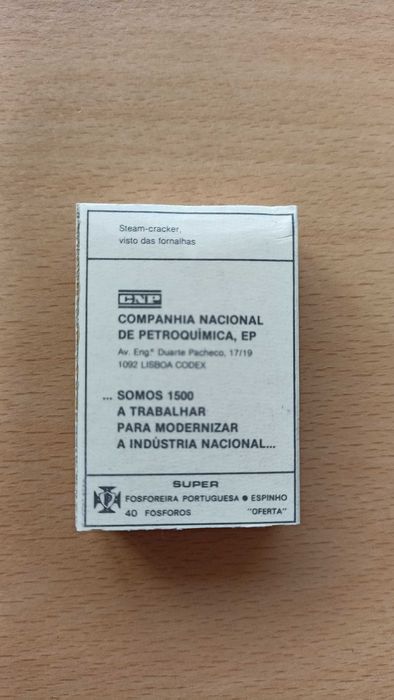 Steam-cracker,
visto das fornalhas
CNP
COMPANHIA NACIONAL
DE PETROQUÍMICA, EP
Av. Eng.º Duarte Pacheco, 17/19
1092 LISBOA CODEX
... SOMOS 1500
A TRABALHAR
PARA MODERNIZAR
A INDÚSTRIA NACIONAL...
SUPER
FOSFOREIRA PORTUGUESA ● ESPINHO
40 FOSFOROS "OFERTA"